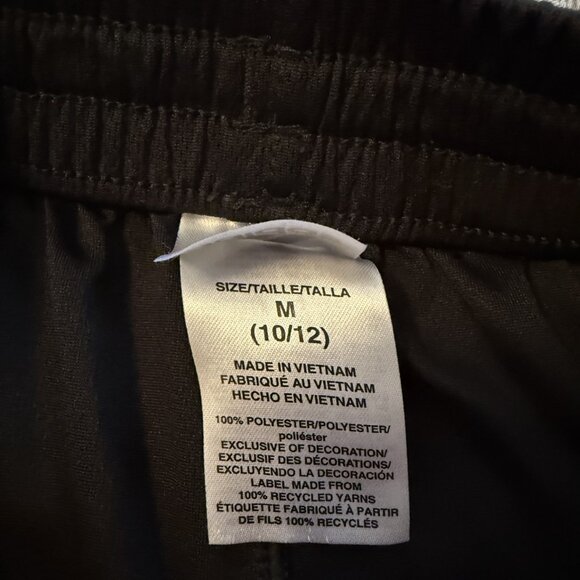 SIZE/TAILLE/TALLA
M
(10/12)
MADE IN VIETNAM
FABRIQUÉ AU VIETNAM
HECHO EN VIETNAM
100% POLYESTER/POLYESTER/
poliéster
EXCLUSIVE OF DECORATION/
EXCLUSIF DES DÉCORATIONS/
EXCLUYENDO LA DECORACIÓN
LABEL MADE FROM
100% RECYCLED YARNS
ÉTIQUETTE FABRIQUÉ À PARTIR
DE FILS 100% RECYCLÉS